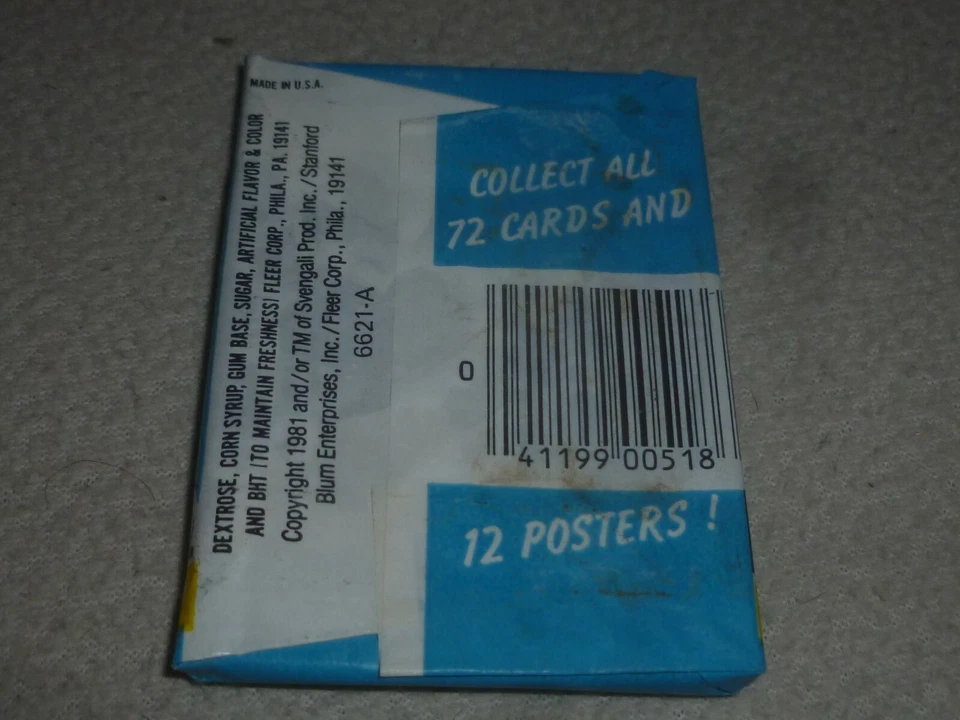 MADE IN U.S.A.
DEXTROSE, CORN SYRUP, GUM BASE, SUGAR, ARTIFICIAL FLAVOR & COLOR
AND BHT (TO MAINTAIN FRESHNESS) FLEER CORP., PHILA., PA. 19141
Copyright 1981 and/or TM of Svengali Prod. Inc./Stanford
Blum Enterprises, Inc./Fleer Corp., Phila., 19141
6621-A
COLLECT ALL
72 CARDS AND
0
41199 00518
12 POSTERS !